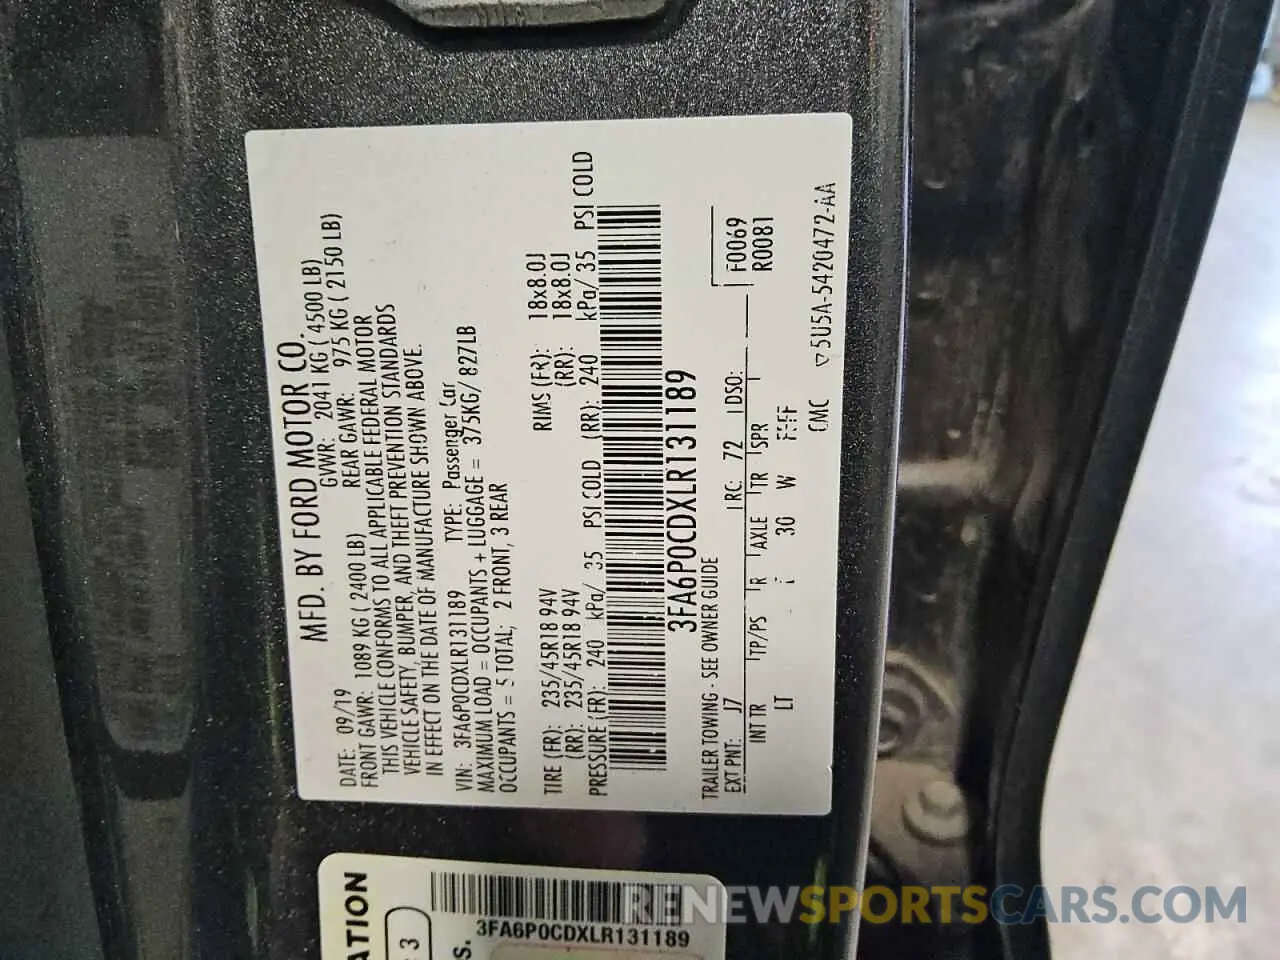 MFD. BY FORD MOTOR CO.
DATE: 09/19 GVWR: 2041 KG ( 4500 LB)
FRONT GAWR: 1089 KG ( 2400 LB) REAR GAWR: 975 KG ( 2150 LB)
THIS VEHICLE CONFORMS TO ALL APPLICABLE FEDERAL MOTOR
VEHICLE SAFETY, BUMPER, AND THEFT PREVENTION STANDARDS
IN EFFECT ON THE DATE OF MANUFACTURE SHOWN ABOVE.
VIN: 3FA6P0CDXLR131189 TYPE: Passenger Car
MAXIMUM LOAD = OCCUPANTS + LUGGAGE = 375KG/ 827LB
OCCUPANTS = 5 TOTAL; 2 FRONT, 3 REAR
TIRE (FR): 235/45R18 94V RIMS (FR): 18x8.0J
(RR): 235/45R18 94V (RR): 18x8.0J
PRESSURE (FR): 240 kPa/ 35 PSI COLD (RR): 240 kPa/ 35 PSI COLD
3FA6P0CDXLR131189
TRAILER TOWING - SEE OWNER GUIDE F0069
EXT PNT: J7 RC: 72 DSO: R0081
INT TR TP/PS R AXLE TR SPR
LT 30 W
CMC ▽5U5A-5420472-AA
ATION
3
S.
3FA6P0CDXLR131189
RENEWSPORTSCARS.COM